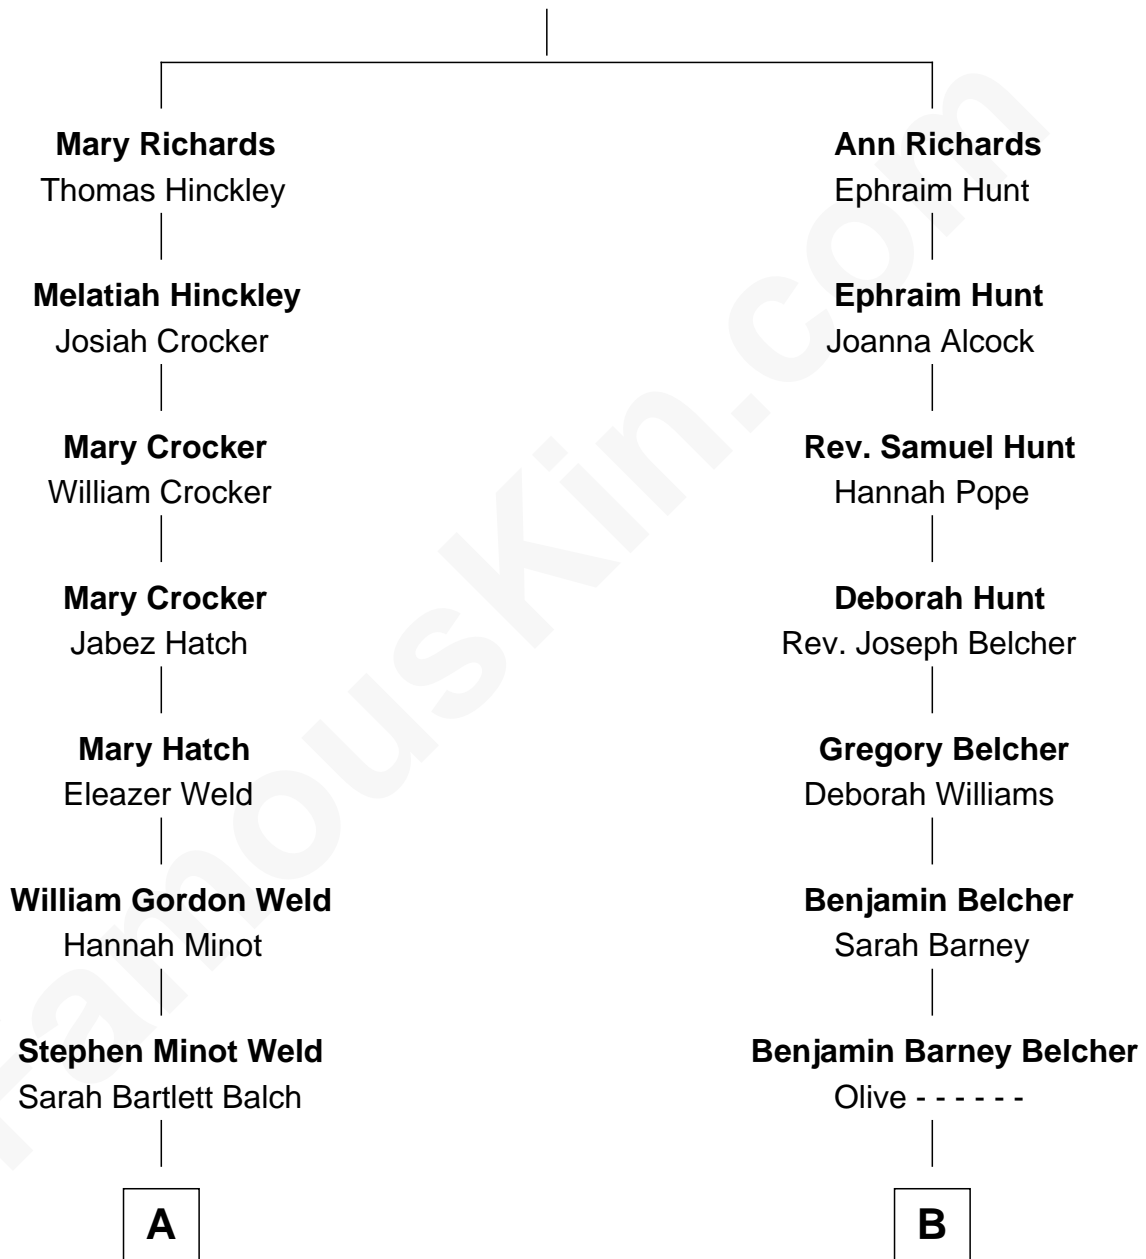 Mary Richards
Thomas Hinckley
Melatiah Hinckley
Josiah Crocker
Mary Crocker
William Crocker
Mary Crocker
Jabez Hatch
Mary Hatch
Eleazer Weld
William Gordon Weld
Hannah Minot
Stephen Minot Weld
Sarah Bartlett Balch
A
Ann Richards
Ephraim Hunt
Ephraim Hunt
Joanna Alcock
Rev. Samuel Hunt
Hannah Pope
Deborah Hunt
Rev. Joseph Belcher
Gregory Belcher
Deborah Williams
Benjamin Belcher
Sarah Barney
Benjamin Barney Belcher
Olive - - - - - -
B
FamousKin.com